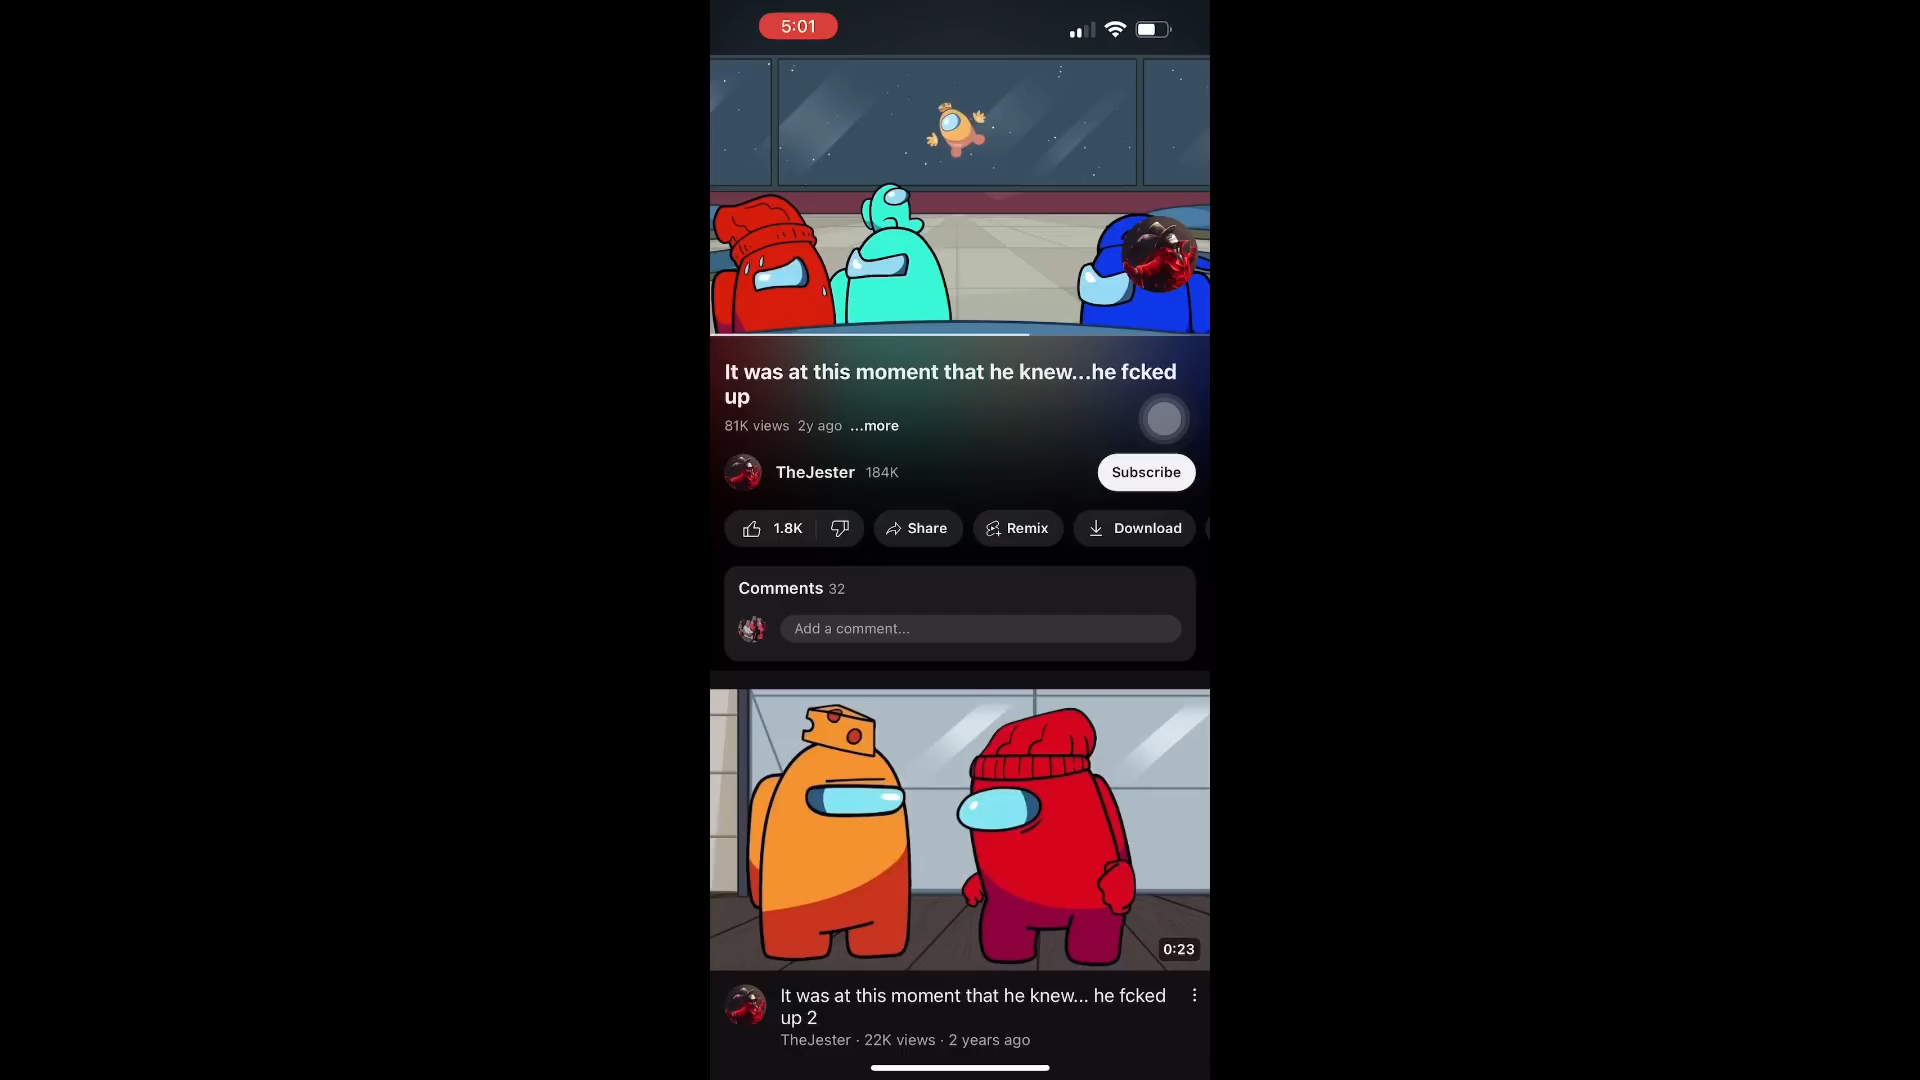 5:01
It was at this moment that he knew...he fcked
up
81K views 2y ago ...more
TheJester 184K
Subscribe
1.8K
Share
Remix
Download
Comments 32
Add a comment...
0:23
It was at this moment that he knew... he fcked
up 2
TheJester · 22K views · 2 years ago